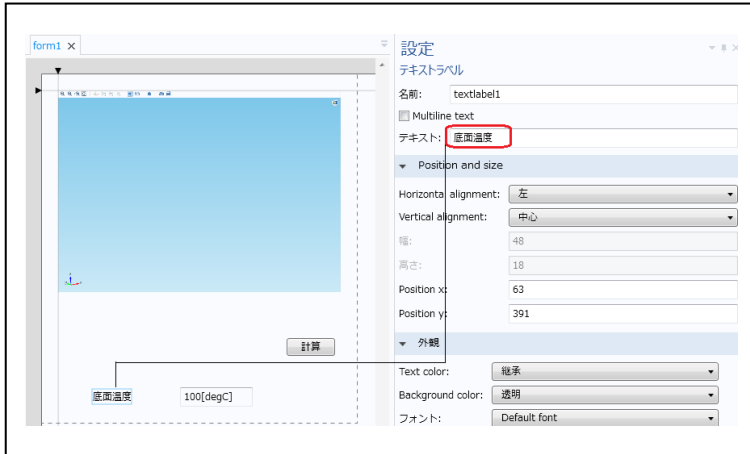 form1
設定
テキストラベル
名前: textlabel1
Multiline text
テキスト: 底面温度
Position and size
Horizontal alignment: 左
Vertical alignment: 中心
幅: 48
高さ: 18
Position x: 63
Position y: 391
計算
外観
Text color: 継承
底面温度 100[degC]
Background color: 透明
フォント: Default font